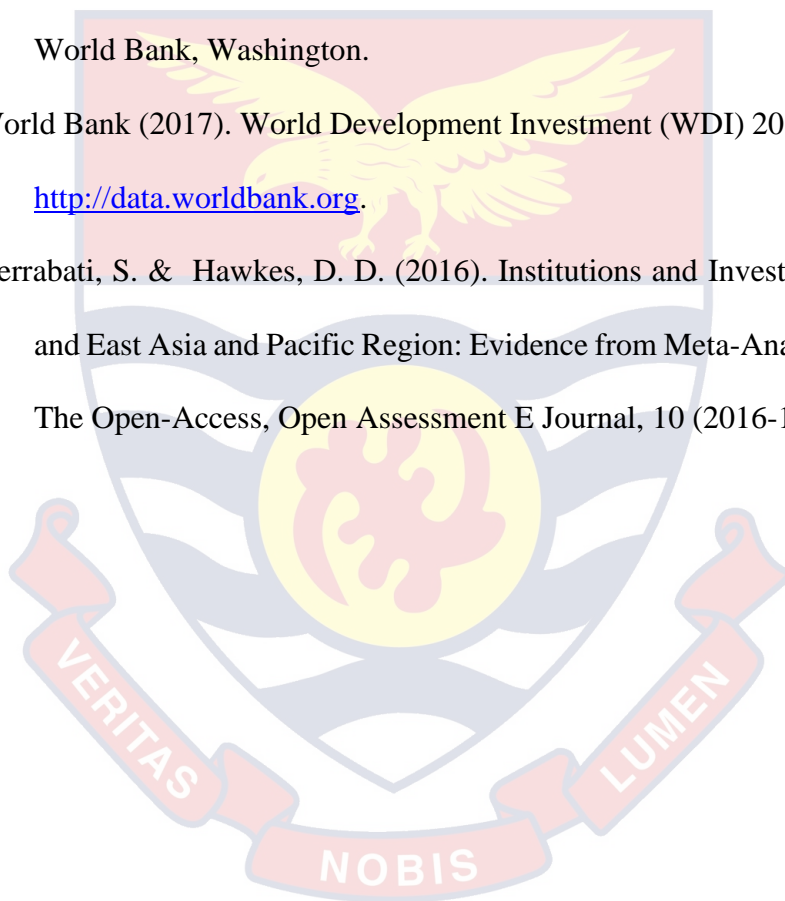 World Bank, Washington.
World Bank (2017). World Development Investment (WDI) 20
http://data.worldbank.org.
errabati, S. & Hawkes, D. D. (2016). Institutions and Invest
and East Asia and Pacific Region: Evidence from Meta-Ana
The Open-Access, Open Assessment E Journal, 10 (2016-1
VERITAS
NOBIS
LUMEN